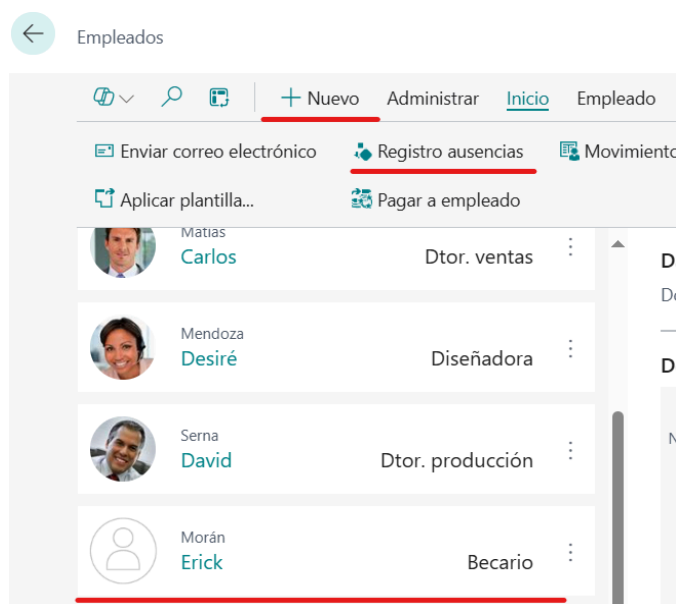 Empleados
Nuevo Administrar Inicio Empleado
Enviar correo electrónico Registro ausencias
Aplicar plantilla... Pagar a empleado
Matías
Carlos Dtor. ventas
Mendoza
Desiré Diseñadora
Serna
David Dtor. producción
Morán
Erick Becario